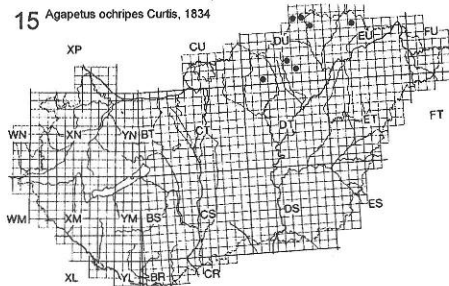 15 Agapetus ochripes Curtis, 1834
XP CU DU EU FU
WN XN YN BT CT DT ET FT
WM XM YM BS CS DS ES
XL YL BR CR